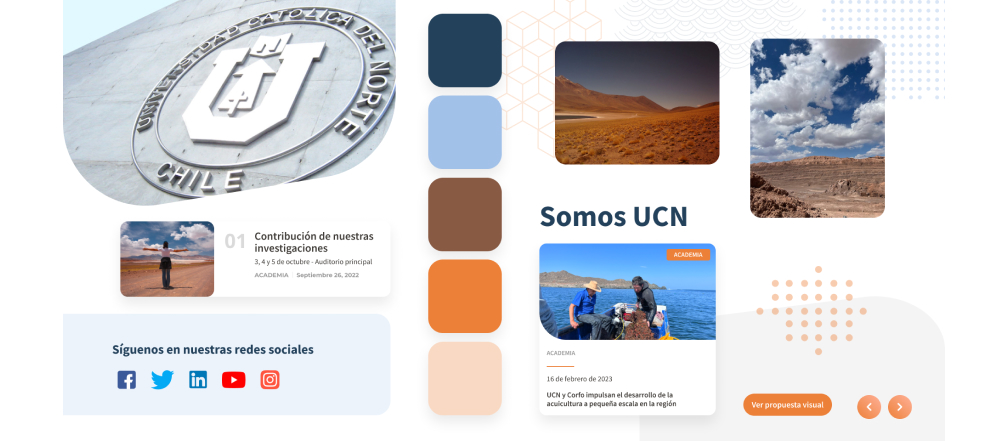 UNIVERSIDAD CATOLICA DEL NORTE
CHILE
01
Contribución de nuestras
investigaciones
3, 4 y 5 de octubre - Auditorio principal
ACADEMIA Septiembre 26, 2022
Síguenos en nuestras redes sociales
Somos UCN
ACADEMIA
ACADEMIA
16 de febrero de 2023
UCN y Corfo impulsan el desarrollo de la
acuicultura a pequeña escala en la región
Ver propuesta visual